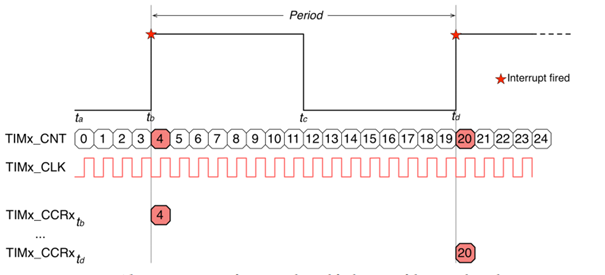 Period
Interrupt fired
ta tb tc td
TIMx_CNT 0 1 2 3 4 5 6 7 8 9 10 11 12 13 14 15 16 17 18 19 20 21 22 23 24
TIMx_CLK
TIMx_CCRx tb 4
...
TIMx_CCRx td 20